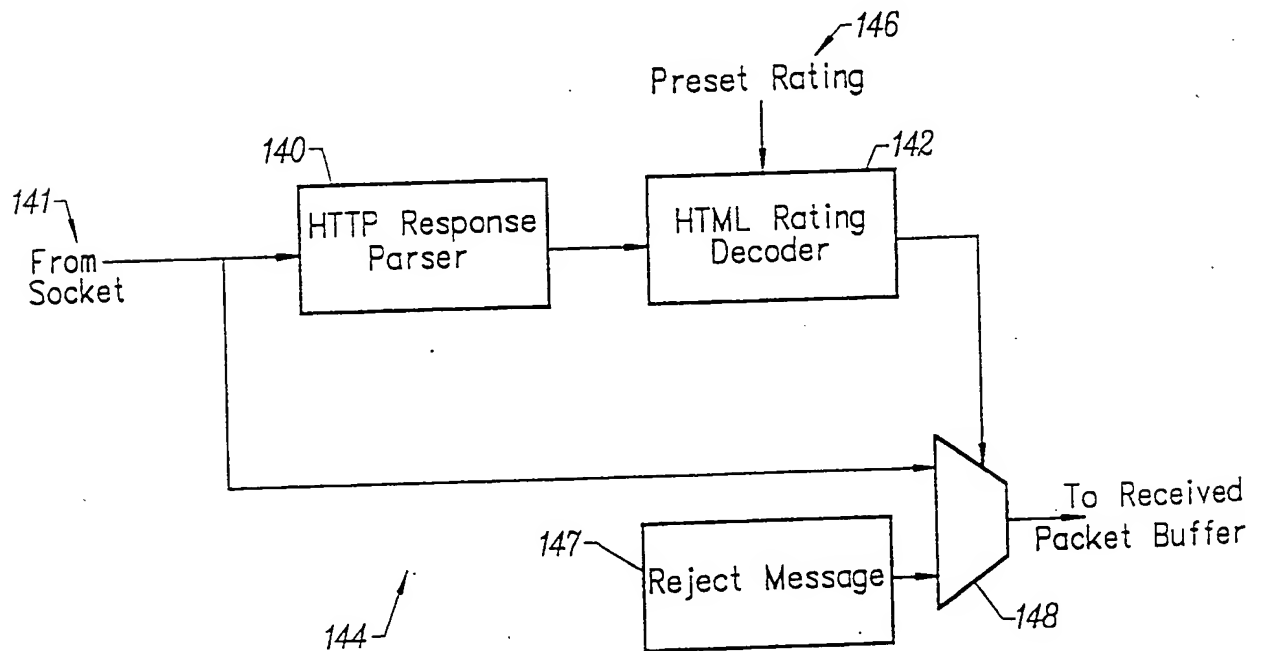 146
Preset Rating
140
142
141
HTTP Response
Parser
HTML Rating
Decoder
From
Socket
To Received
Packet Buffer
147
Reject Message
148
144